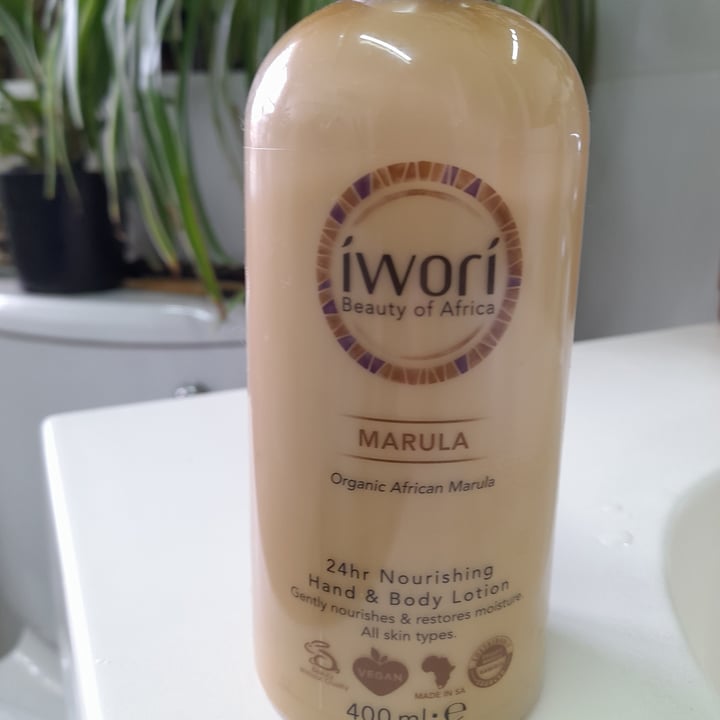 íworí
Beauty of Africa
MARULA
Organic African Marula
24hr Nourishing
Hand & Body Lotion
Gently nourishes & restores moisture.
All skin types.
VEGAN
MADE IN SA
400 ml ℮